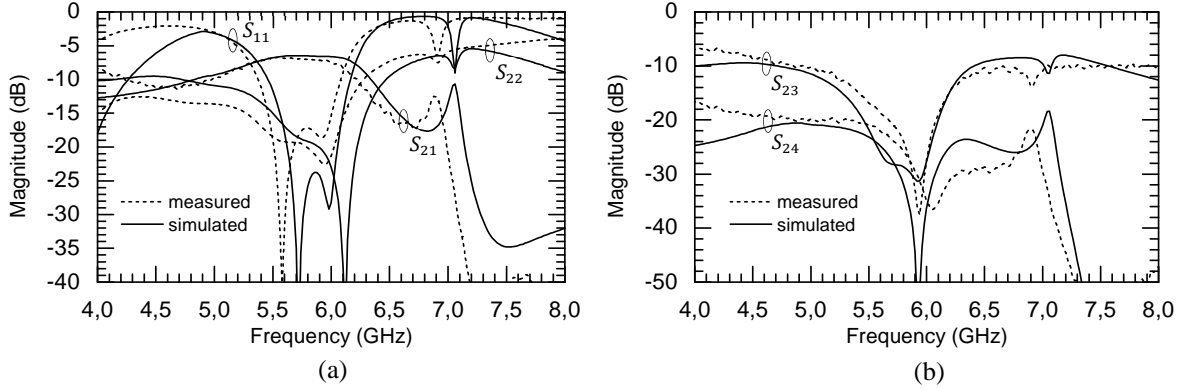 0
-5
-10
-15
-20
-25
-30
-35
-40
Magnitude (dB)
S11
S22
S21
measured
simulated
4,0 4,5 5,0 5,5 6,0 6,5 7,0 7,5 8,0
Frequency (GHz)
(a)
0
-10
-20
-30
-40
-50
Magnitude (dB)
S23
S24
measured
simulated
4,0 4,5 5,0 5,5 6,0 6,5 7,0 7,5 8,0
Frequency (GHz)
(b)